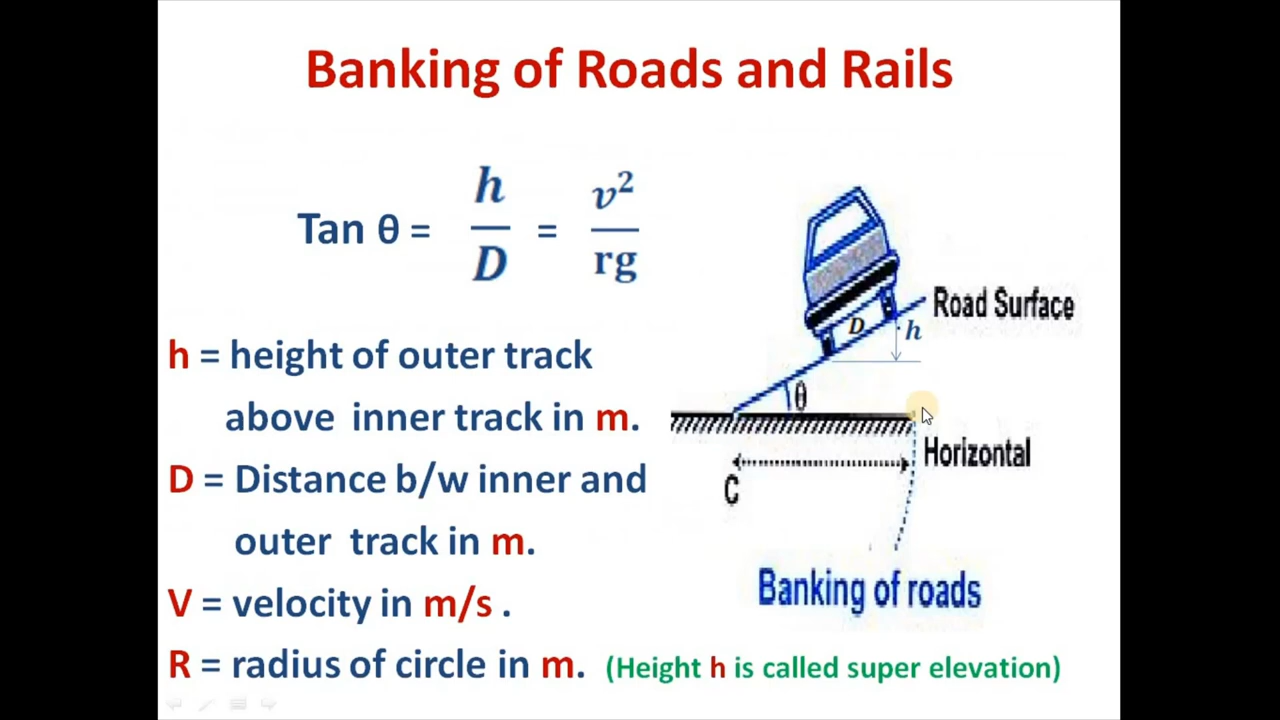 Banking of Roads and Rails
Tan θ = h/D = v²/rg
h = height of outer track
above inner track in m.
D = Distance b/w inner and
outer track in m.
V = velocity in m/s .
R = radius of circle in m. (Height h is called super elevation)
D
h
Road Surface
θ
Horizontal
C
Banking of roads